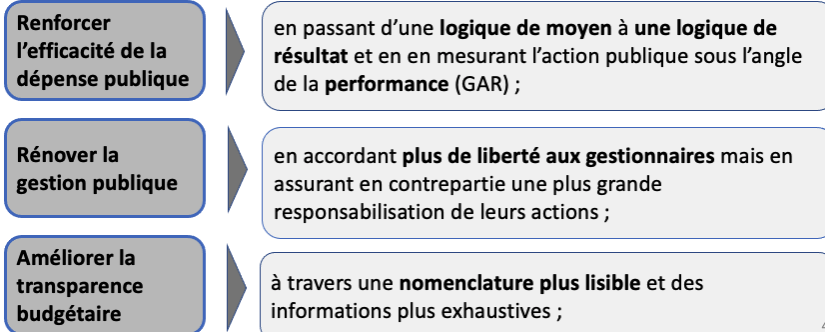 Renforcer
l'efficacité de la
dépense publique
en passant d'une logique de moyen à une logique de
résultat et en en mesurant l'action publique sous l'angle
de la performance (GAR) ;
Rénover la
gestion publique
en accordant plus de liberté aux gestionnaires mais en
assurant en contrepartie une plus grande
responsabilisation de leurs actions ;
Améliorer la
transparence
budgétaire
à travers une nomenclature plus lisible et des
informations plus exhaustives ;